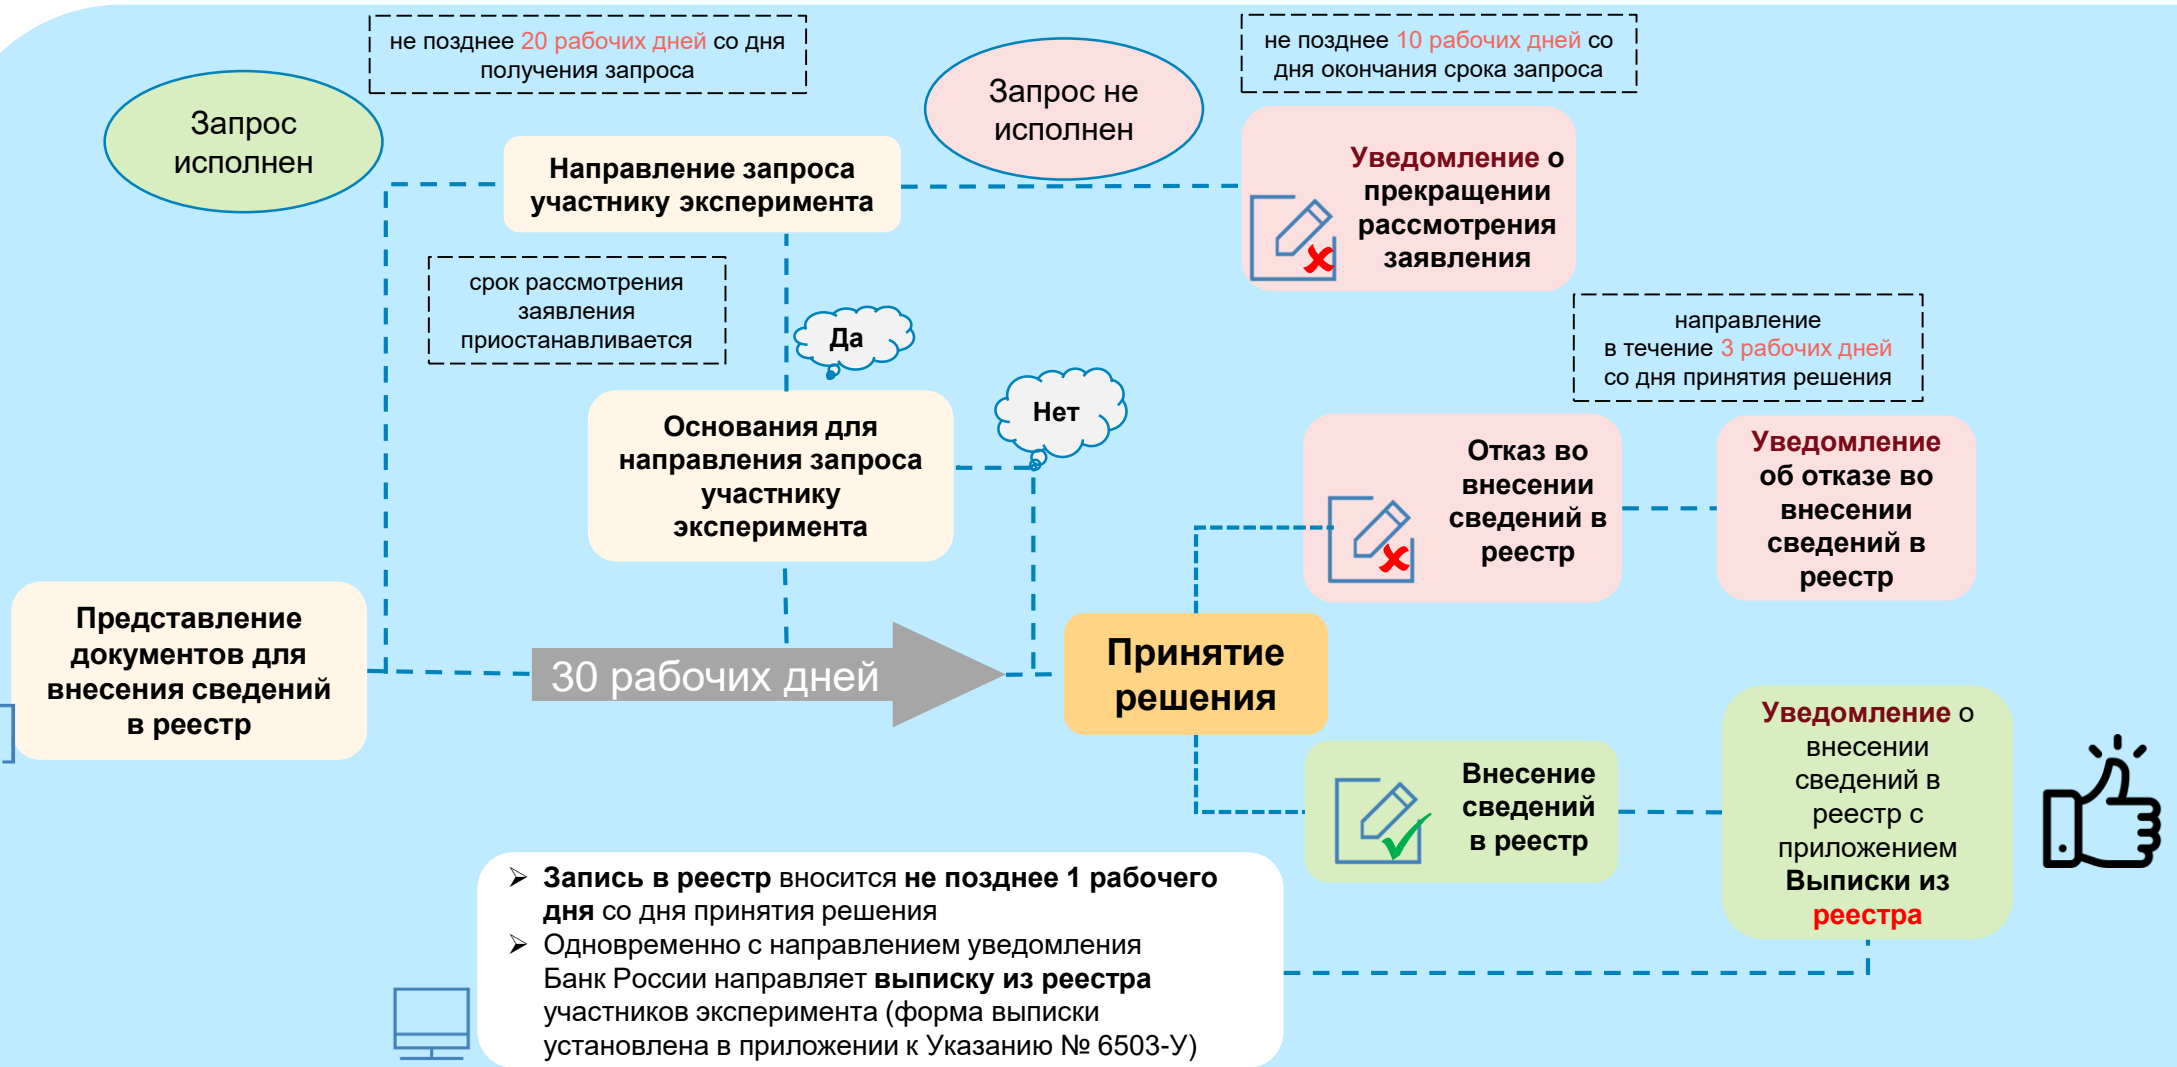 не позднее 20 рабочих дней со дня
получения запроса
не позднее 10 рабочих дней со
дня окончания срока запроса
Запрос
исполнен
Запрос не
исполнен
Направление запроса
участнику эксперимента
Уведомление о
прекращении
рассмотрения
заявления
срок рассмотрения
заявления
приостанавливается
Да
направление
в течение 3 рабочих дней
со дня принятия решения
Нет
Основания для
направления запроса
участнику
эксперимента
Отказ во
внесении
сведений в
реестр
Уведомление
об отказе во
внесении
сведений в
реестр
Представление
документов для
внесения сведений
в реестр
30 рабочих дней
Принятие
решения
Внесение
сведений
в реестр
Уведомление о
внесении
сведений в
реестр с
приложением
Выписки из
реестра
➢ Запись в реестр вносится не позднее 1 рабочего
дня со дня принятия решения
➢ Одновременно с направлением уведомления
Банк России направляет выписку из реестра
участников эксперимента (форма выписки
установлена в приложении к Указанию № 6503-У)